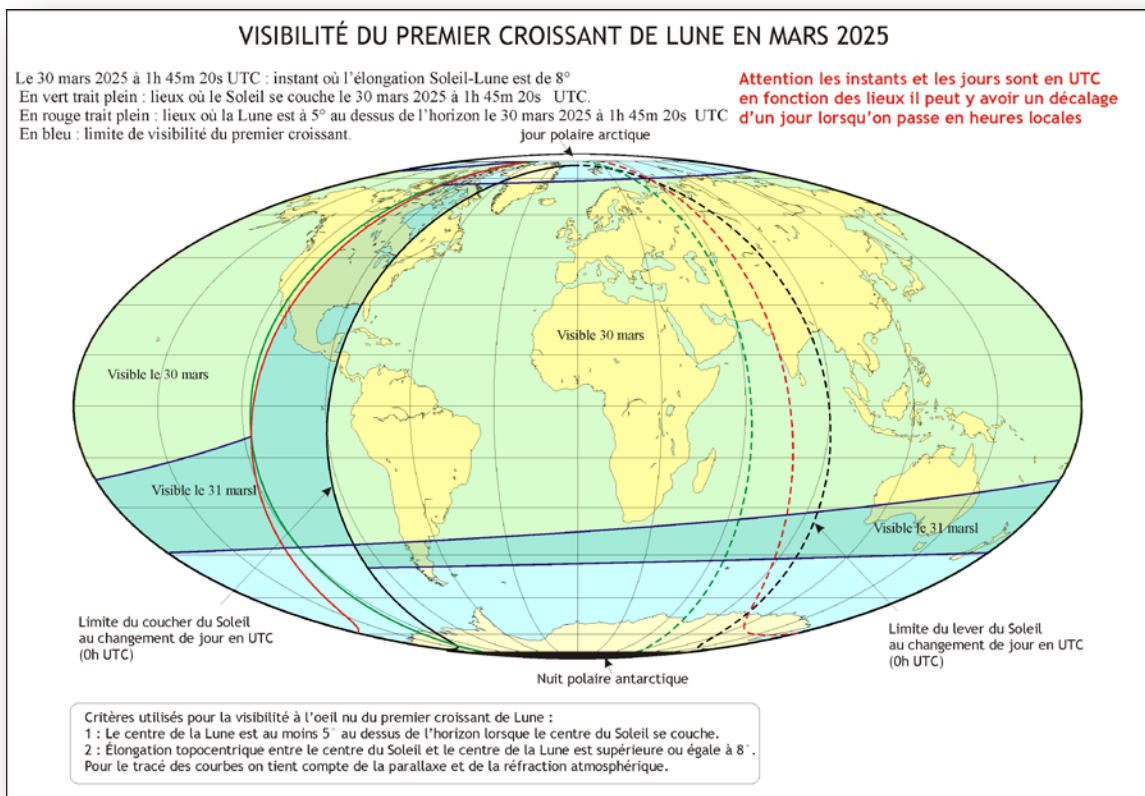 VISIBILITÉ DU PREMIER CROISSANT DE LUNE EN MARS 2025
Le 30 mars 2025 à 1h 45m 20s UTC : instant où l'élongation Soleil-Lune est de 8°
En vert trait plein : lieux où le Soleil se couche le 30 mars 2025 à 1h 45m 20s UTC.
En rouge trait plein : lieux où la Lune est à 5° au dessus de l'horizon le 30 mars 2025 à 1h 45m 20s UTC
En bleu : limite de visibilité du premier croissant.
Attention les instants et les jours sont en UTC
en fonction des lieux il peut y avoir un décalage
d'un jour lorsqu'on passe en heures locales
jour polaire arctique
Visible 30 mars
Visible le 30 mars
Visible le 31 marsl
Visible le 31 marsl
Limite du coucher du Soleil
au changement de jour en UTC
(0h UTC)
Limite du lever du Soleil
au changement de jour en UTC
(0h UTC)
Nuit polaire antarctique
Critères utilisés pour la visibilité à l'oeil nu du premier croissant de Lune :
1 : Le centre de la Lune est au moins 5° au dessus de l'horizon lorsque le centre du Soleil se couche.
2 : Élongation topocentrique entre le centre du Soleil et le centre de la Lune est supérieure ou égale à 8°.
Pour le tracé des courbes on tient compte de la parallaxe et de la réfraction atmosphérique.